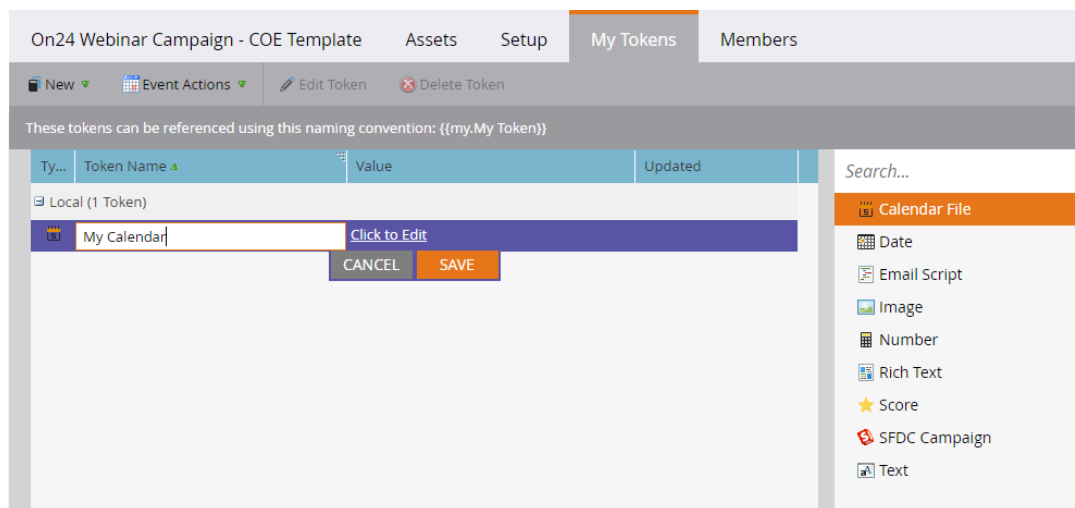 On24 Webinar Campaign - COE Template Assets Setup My Tokens Members
New Event Actions Edit Token Delete Token
These tokens can be referenced using this naming convention: {{my.My Token}}
Ty... Token Name Value Updated
Search...
Local (1 Token)
Calendar File
My Calendar Click to Edit
Date
CANCEL SAVE
Email Script
Image
Number
Rich Text
Score
SFDC Campaign
Text